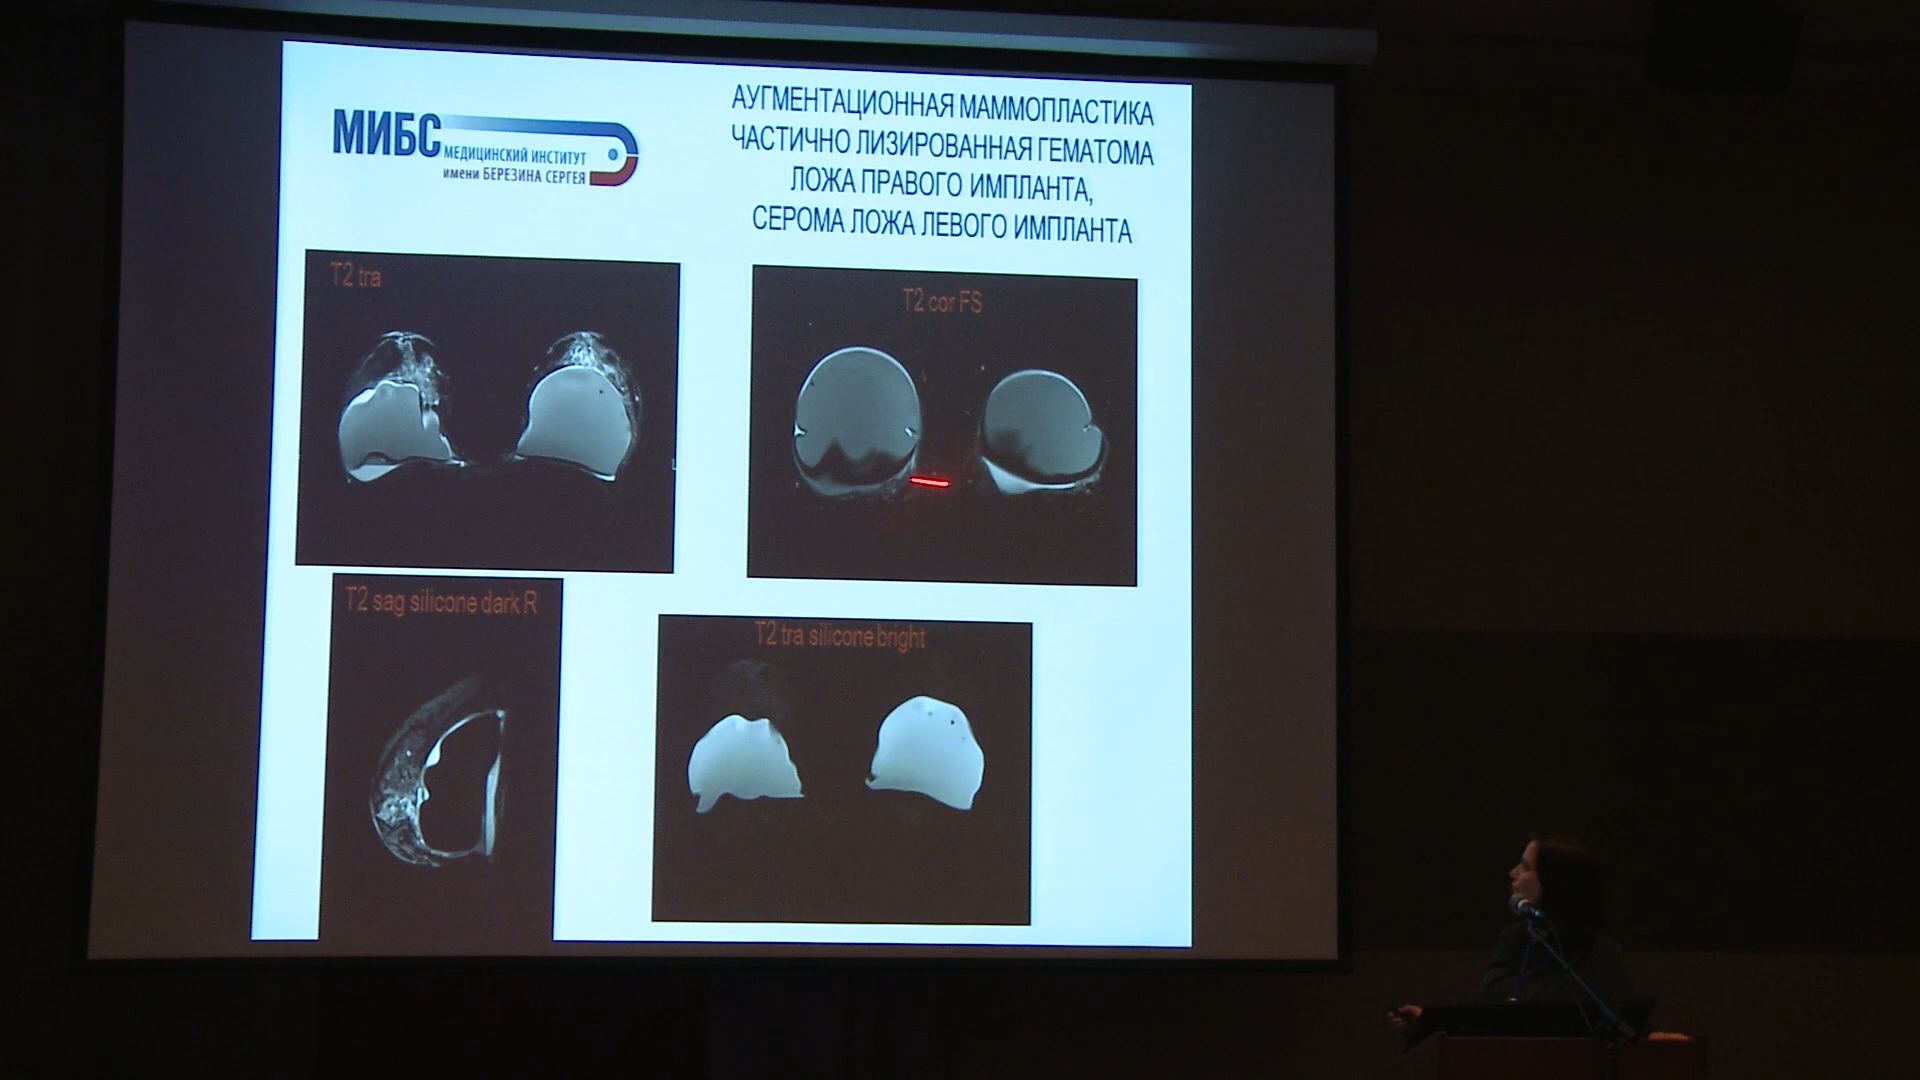 МИБС
МЕДИЦИНСКИЙ ИНСТИТУТ
имени БЕРЕЗИНА СЕРГЕЯ
АУГМЕНТАЦИОННАЯ МАММОПЛАСТИКА
ЧАСТИЧНО ЛИЗИРОВАННАЯ ГЕМАТОМА
ЛОЖА ПРАВОГО ИМПЛАНТА,
СЕРОМА ЛОЖА ЛЕВОГО ИМПЛАНТА
T2 tra
T2 cor FS
T2 sag silicone dark R
T2 tra silicone bright